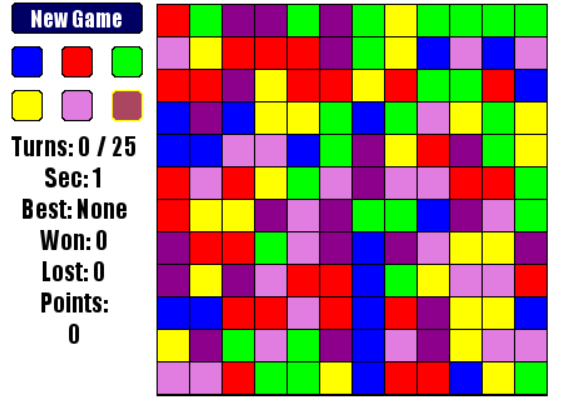 New Game
Turns: 0 / 25
Sec: 1
Best: None
Won: 0
Lost: 0
Points:
0